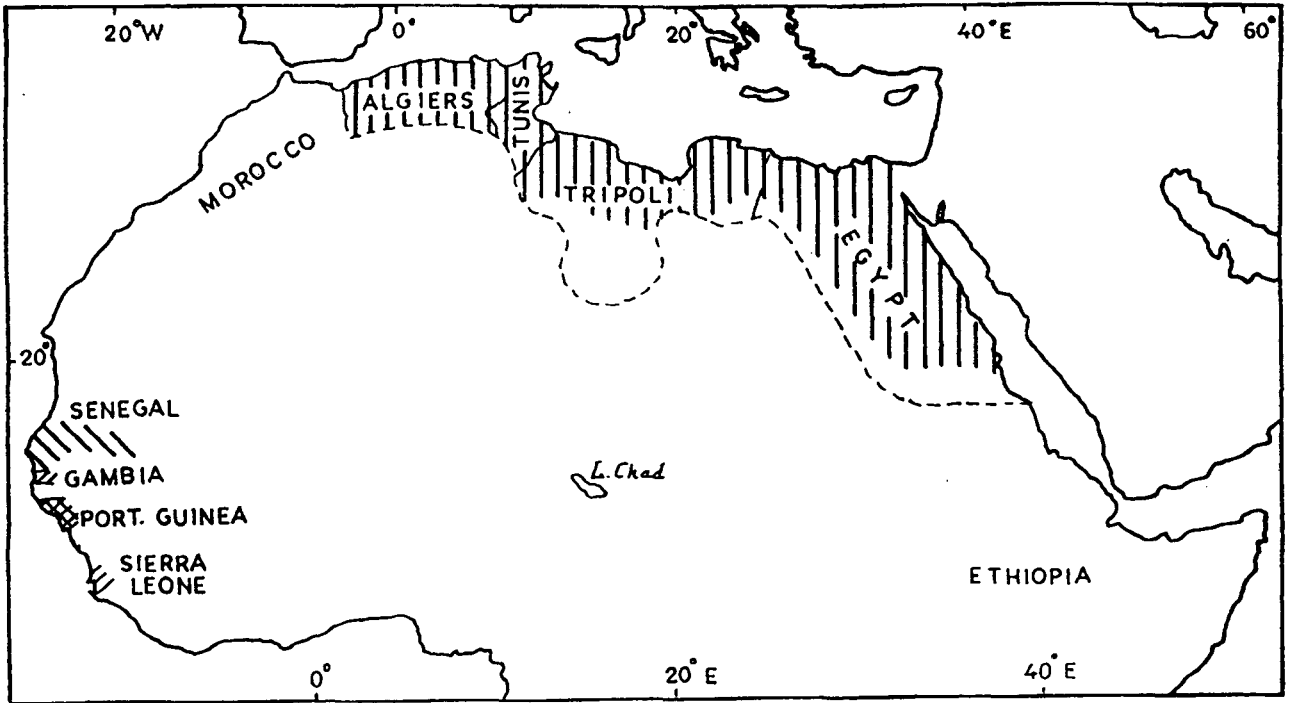 20°W
0°
20°
40°E
60°
ALGIERS
TUNIS
MOROCCO
TRIPOLI
EGYPT
20°
SENEGAL
GAMBIA
L. Chad
PORT. GUINEA
SIERRA
LEONE
ETHIOPIA
0°
20°E
40°E